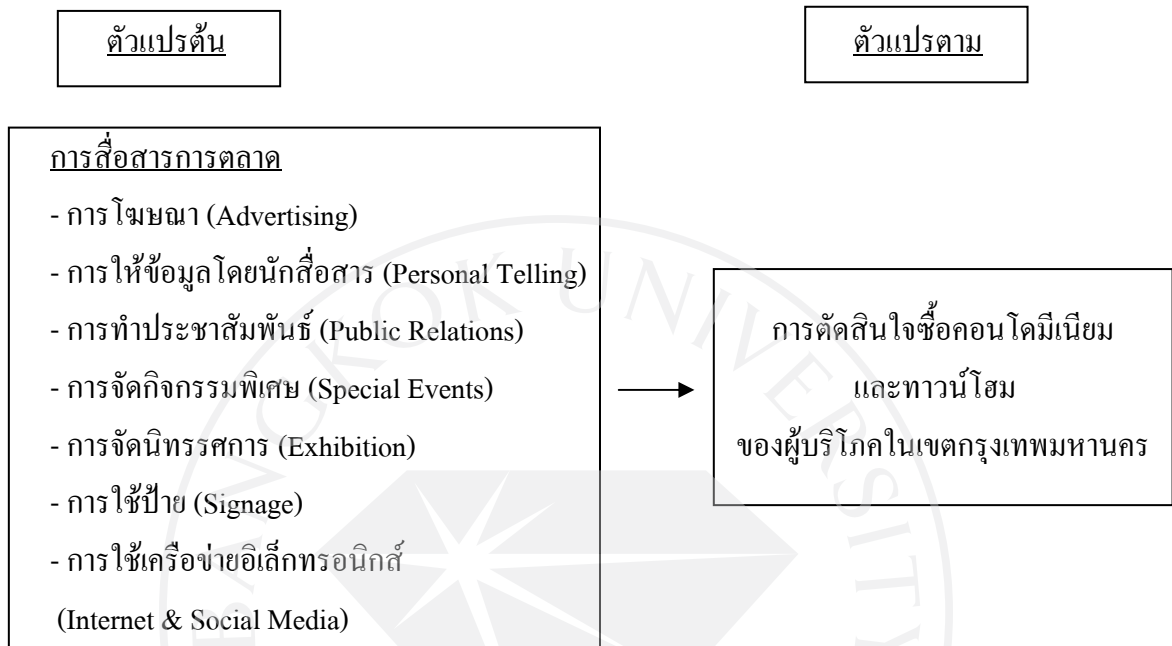 ตัวแปรต้น
ตัวแปรตาม
การสื่อสารการตลาด
- การโฆษณา (Advertising)
- การให้ข้อมูลโดยนักสื่อสาร (Personal Telling)
- การทำประชาสัมพันธ์ (Public Relations)
- การจัดกิจกรรมพิเศษ (Special Events)
- การจัดนิทรรศการ (Exhibition)
- การใช้ป้าย (Signage)
- การใช้เครือข่ายอิเล็กทรอนิกส์
(Internet & Social Media)
การตัดสินใจซื้อคอนโดมีเนียม
และทาวน์โฮม
ของผู้บริโภคในเขตกรุงเทพมหานคร
BANGKOK UNIVERSITY